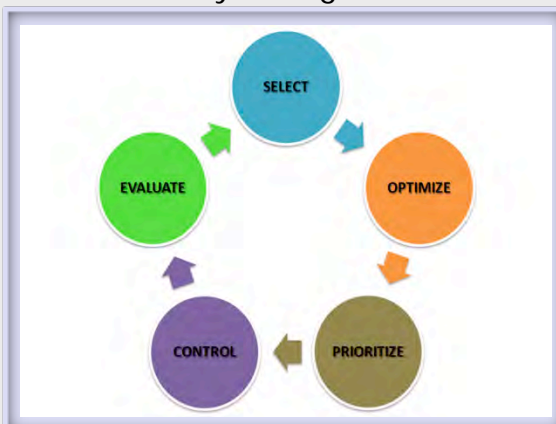 SELECT
OPTIMIZE
PRIORITIZE
CONTROL
EVALUATE